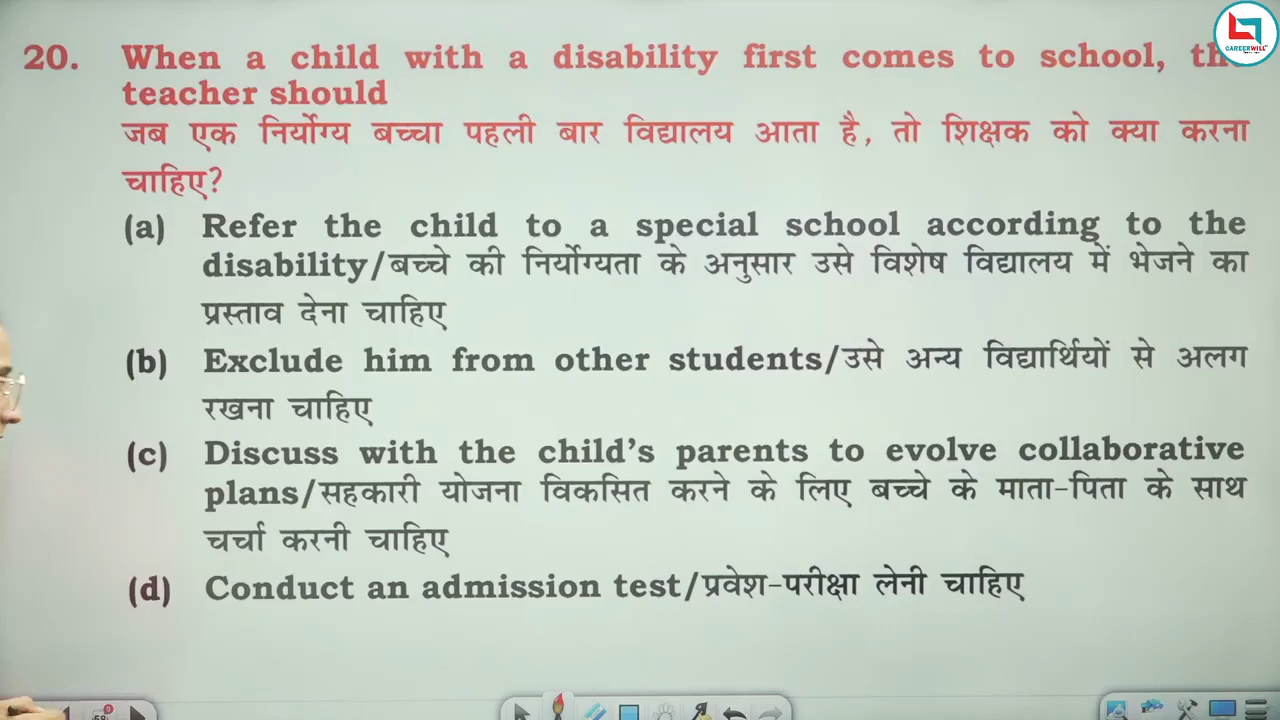 CAREERWILL
20. When a child with a disability first comes to school, the
teacher should
जब एक निर्योग्य बच्चा पहली बार विद्यालय आता है, तो शिक्षक को क्या करना
चाहिए?
(a) Refer the child to a special school according to the
disability/बच्चे की निर्योग्यता के अनुसार उसे विशेष विद्यालय में भेजने का
प्रस्ताव देना चाहिए
(b) Exclude him from other students/उसे अन्य विद्यार्थियों से अलग
रखना चाहिए
(c) Discuss with the child's parents to evolve collaborative
plans/सहकारी योजना विकसित करने के लिए बच्चे के माता-पिता के साथ
चर्चा करनी चाहिए
(d) Conduct an admission test/प्रवेश-परीक्षा लेनी चाहिए